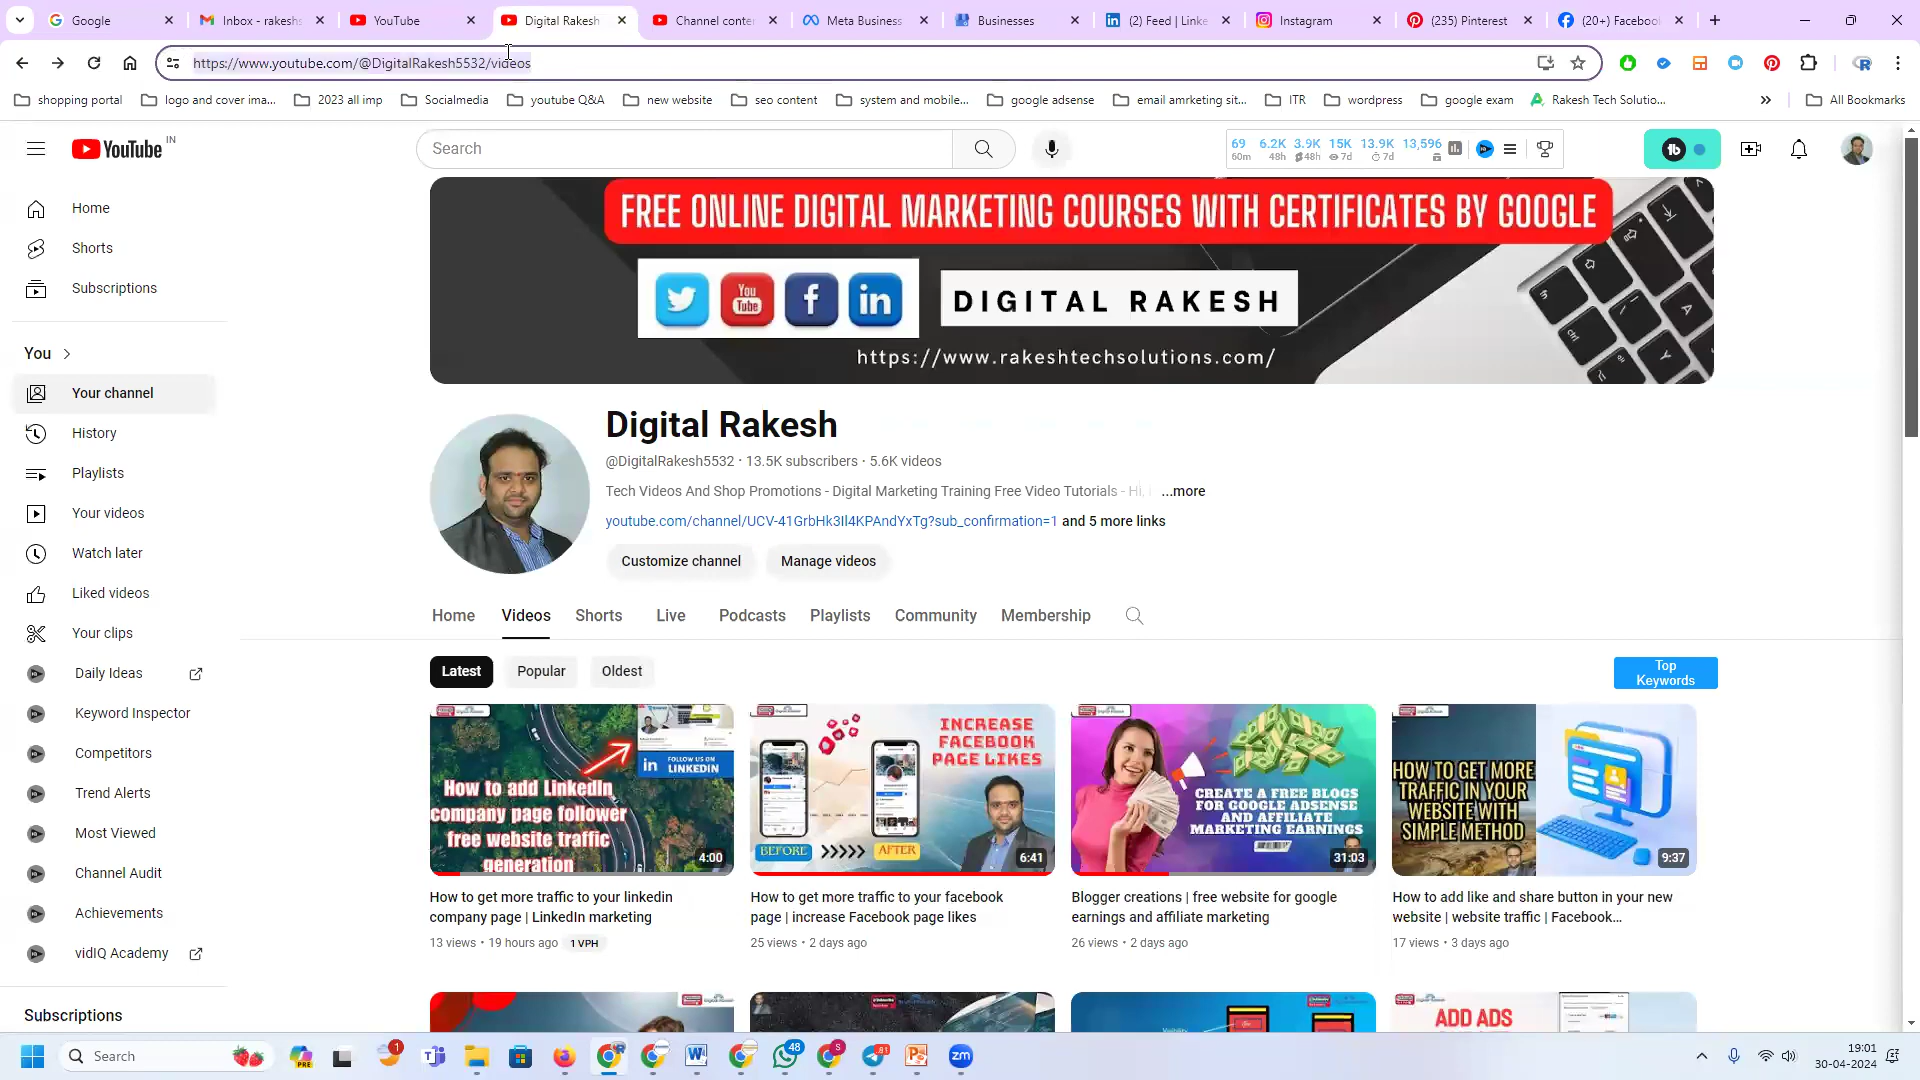 Google
Inbox - rakeshs
YouTube
Digital Rakesh
Channel conten
Meta Business
Businesses
(2) Feed | Linke
Instagram
(235) Pinterest
(20+) Facebook
https://www.youtube.com/@DigitalRakesh5532/videos
shopping portal
logo and cover ima...
2023 all imp
Socialmedia
youtube Q&A
new website
seo content
system and mobile...
google adsense
email amrketing sit...
ITR
wordpress
google exam
Rakesh Tech Solutio...
All Bookmarks
YouTube IN
Search
69 6.2K 3.9K 15K 13.9K 13,596
60m 48h 48h 7d 7d
Home
Shorts
Subscriptions
You
Your channel
History
Playlists
Your videos
Watch later
Liked videos
Your clips
Daily Ideas
Keyword Inspector
Competitors
Trend Alerts
Most Viewed
Channel Audit
Achievements
vidIQ Academy
Subscriptions
FREE ONLINE DIGITAL MARKETING COURSES WITH CERTIFICATES BY GOOGLE
You
Tube
DIGITAL RAKESH
https://www.rakeshtechsolutions.com/
Digital Rakesh
@DigitalRakesh5532 · 13.5K subscribers · 5.6K videos
Tech Videos And Shop Promotions - Digital Marketing Training Free Video Tutorials - Hi, ...more
youtube.com/channel/UCV-41GrbHk3Il4KPAndYxTg?sub_confirmation=1 and 5 more links
Customize channel
Manage videos
Home
Videos
Shorts
Live
Podcasts
Playlists
Community
Membership
Latest
Popular
Oldest
Top
Keywords
FOLLOW US ON
LINKEDIN
How to add LinkedIn
company page follower
free website traffic
generation
4:00
How to get more traffic to your linkedin
company page | LinkedIn marketing
13 views • 19 hours ago 1 VPH
INCREASE
FACEBOOK
PAGE LIKES
BEFORE
AFTER
6:41
How to get more traffic to your facebook
page | increase Facebook page likes
25 views • 2 days ago
CREATE A FREE BLOGS
FOR GOOGLE ADSENSE
AND AFFILIATE
MARKETING EARNINGS
31:03
Blogger creations | free website for google
earnings and affiliate marketing
26 views • 2 days ago
HOW TO GET MORE
TRAFFIC IN YOUR
WEBSITE WITH
SIMPLE METHOD
9:37
How to add like and share button in your new
website | website traffic | Facebook...
17 views • 3 days ago
ADD ADS
Search
PRE
1
48
81
zm
19:01
30-04-2024